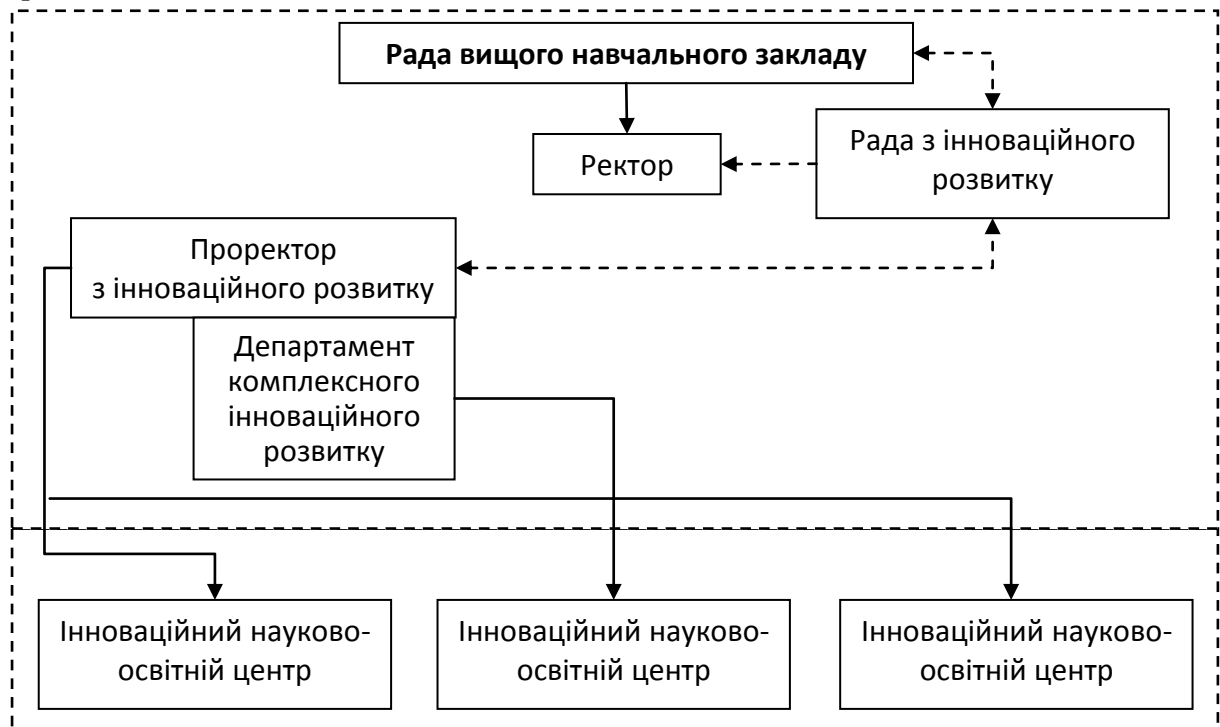 Рада вищого навчального закладу
Рада з інноваційного
розвитку
Ректор
Проректор
з інноваційного розвитку
Департамент
комплексного
інноваційного
розвитку
Інноваційний науково-
освітній центр
Інноваційний науково-
освітній центр
Інноваційний науково-
освітній центр